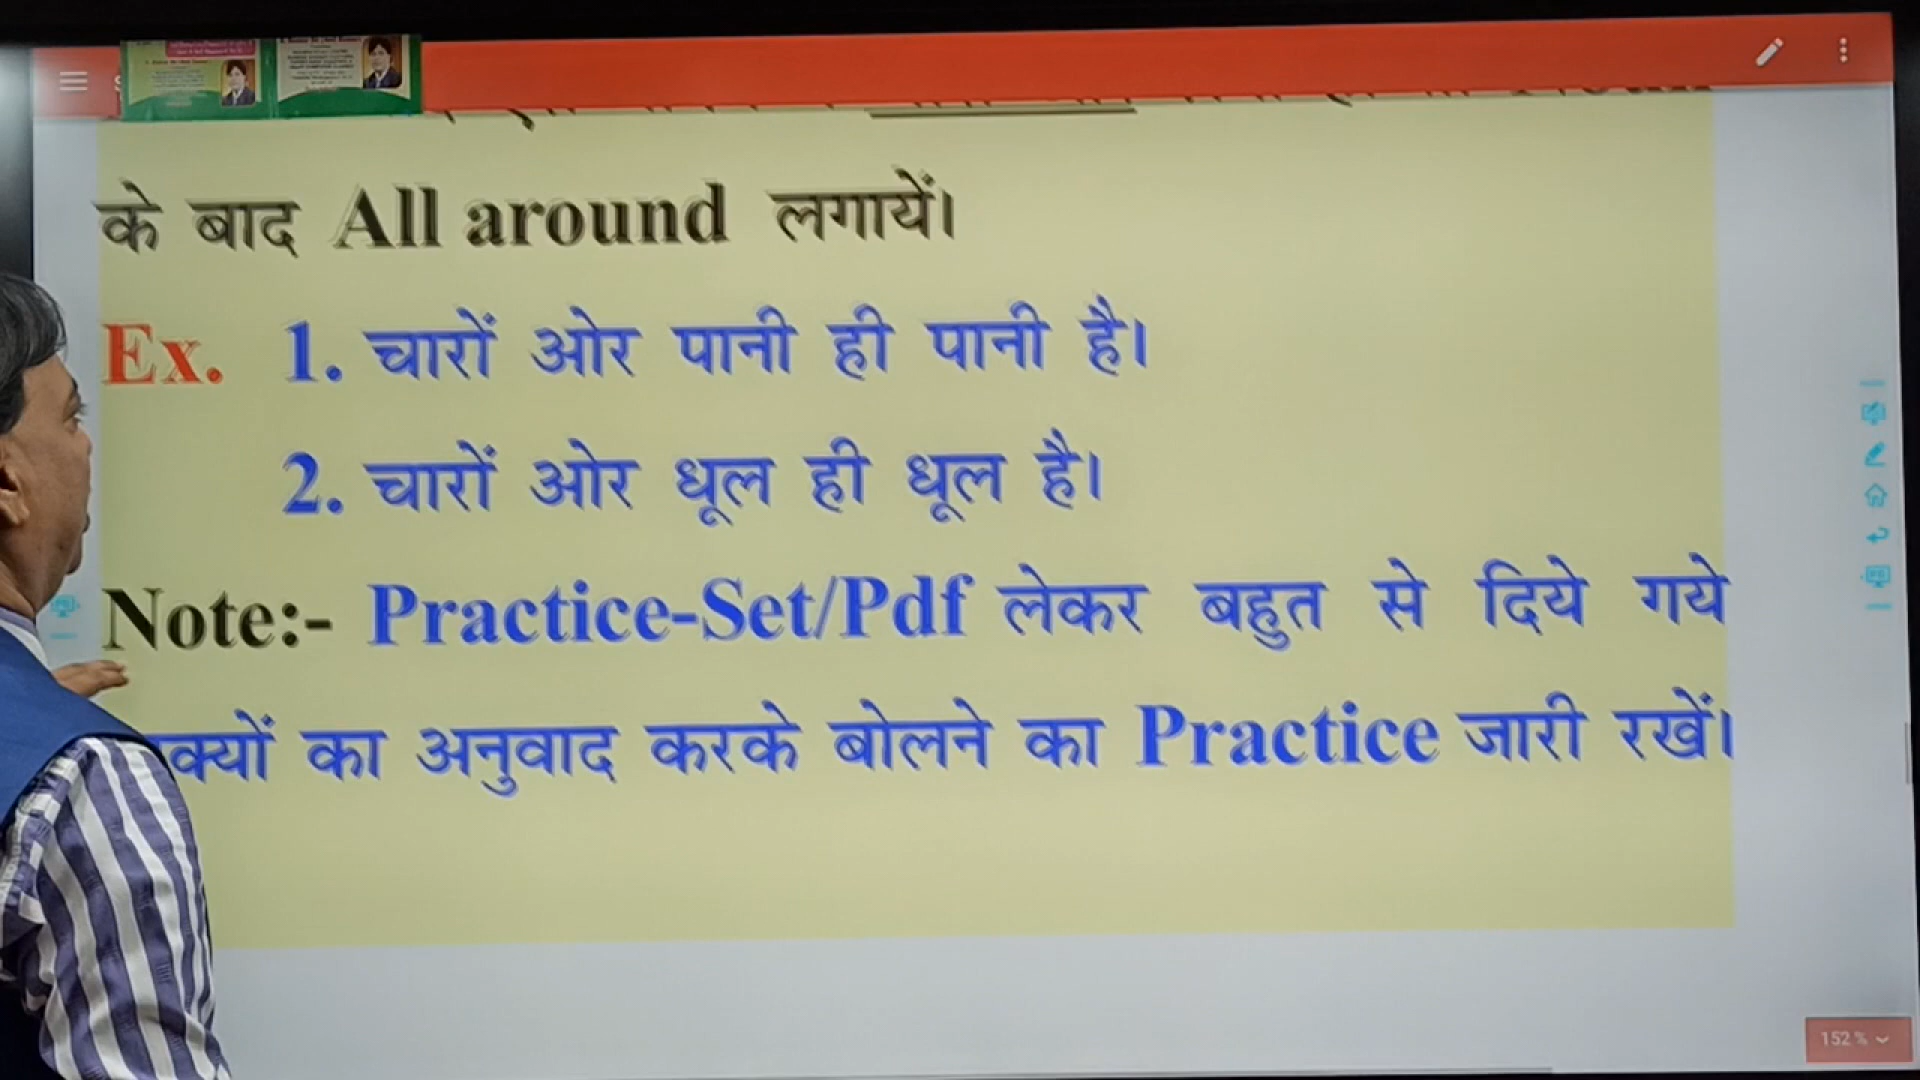 के बाद All around लगायें।
Ex. 1. चारों ओर पानी ही पानी है।
2. चारों ओर धूल ही धूल है।
Note:- Practice-Set/Pdf लेकर बहुत से दिये गये
का अनुवाद करके बोलने का Practice जारी रखें।
152 %